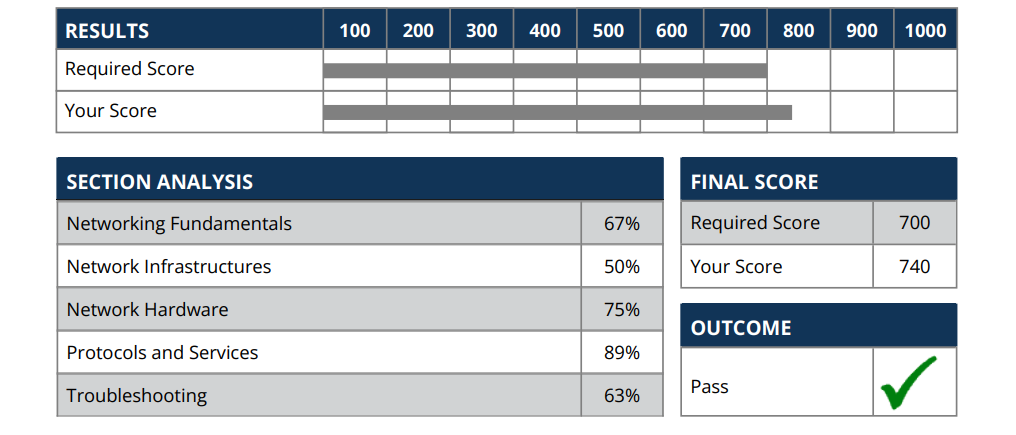 RESULTS 100 200 300 400 500 600 700 800 900 1000
Required Score
Your Score
SECTION ANALYSIS
Networking Fundamentals 67%
Network Infrastructures 50%
Network Hardware 75%
Protocols and Services 89%
Troubleshooting 63%
FINAL SCORE
Required Score 700
Your Score 740
OUTCOME
Pass